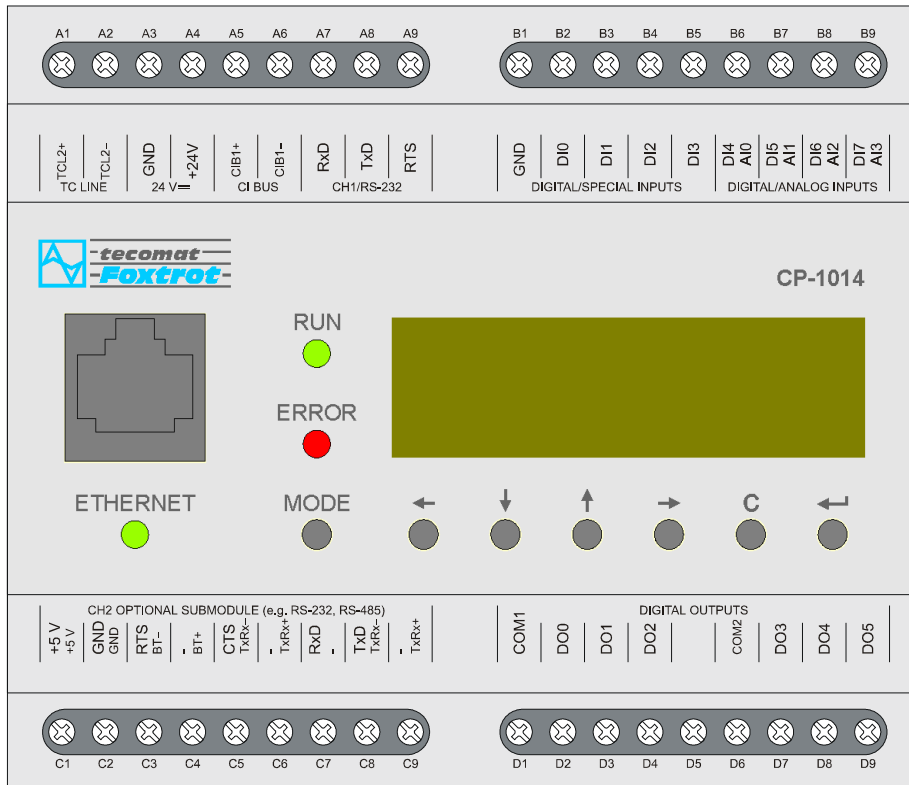 A1 A2 A3 A4 A5 A6 A7 A8 A9 B1 B2 B3 B4 B5 B6 B7 B8 B9
TCL2+ TCL2– GND +24V CIB1+ CIB1– RxD TxD RTS GND DI0 DI1 DI2 DI3 DI4 AI0 DI5 AI1 DI6 AI2 DI7 AI3
TC LINE 24 V CI BUS CH1/RS-232 DIGITAL/SPECIAL INPUTS DIGITAL/ANALOG INPUTS
tecomat
Foxtrot
CP-1014
RUN
ERROR
ETHERNET MODE ← ↓ ↑ → C ↵
CH2 OPTIONAL SUBMODULE (e.g. RS-232, RS-485) DIGITAL OUTPUTS
+5 V GND RTS - CTS - RxD TxD - COM1 DO0 DO1 DO2 COM2 DO3 DO4 DO5
+5 V GND BT– BT+ TxRx– TxRx+ - TxRx– TxRx+
C1 C2 C3 C4 C5 C6 C7 C8 C9 D1 D2 D3 D4 D5 D6 D7 D8 D9